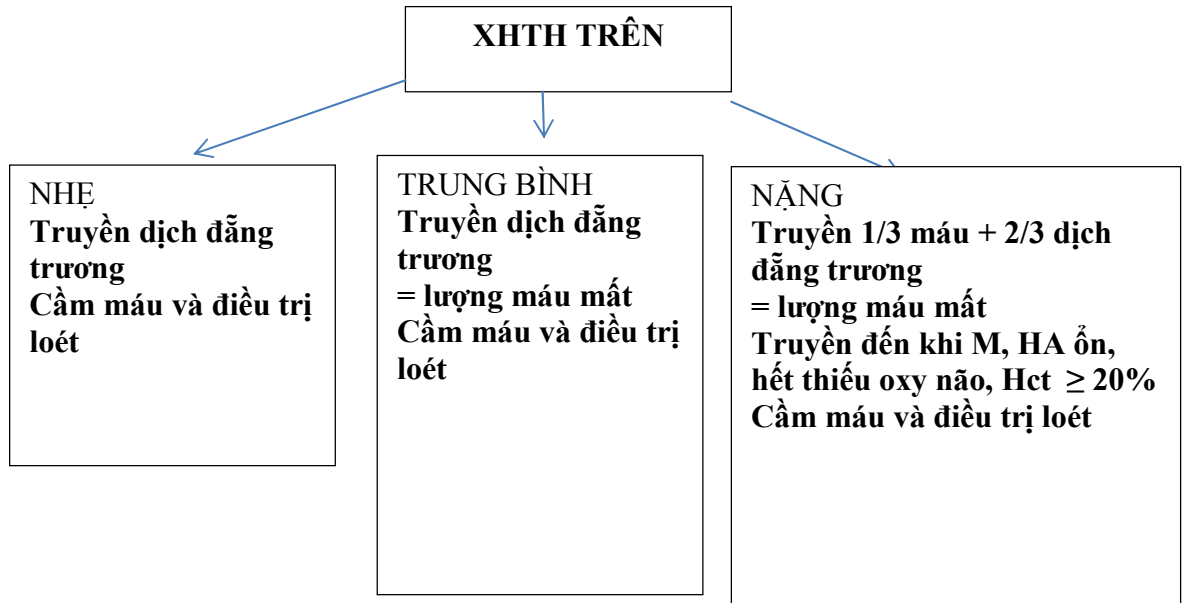 XHTH TRÊN
NHẸ
Truyền dịch đẵng
trương
Cầm máu và điều trị
loét
TRUNG BÌNH
Truyền dịch đẵng
trương
= lượng máu mất
Cầm máu và điều trị
loét
NẶNG
Truyền 1/3 máu + 2/3 dịch
đẵng trương
= lượng máu mất
Truyền đến khi M, HA ổn,
hết thiếu oxy não, Hct ≥ 20%
Cầm máu và điều trị loét